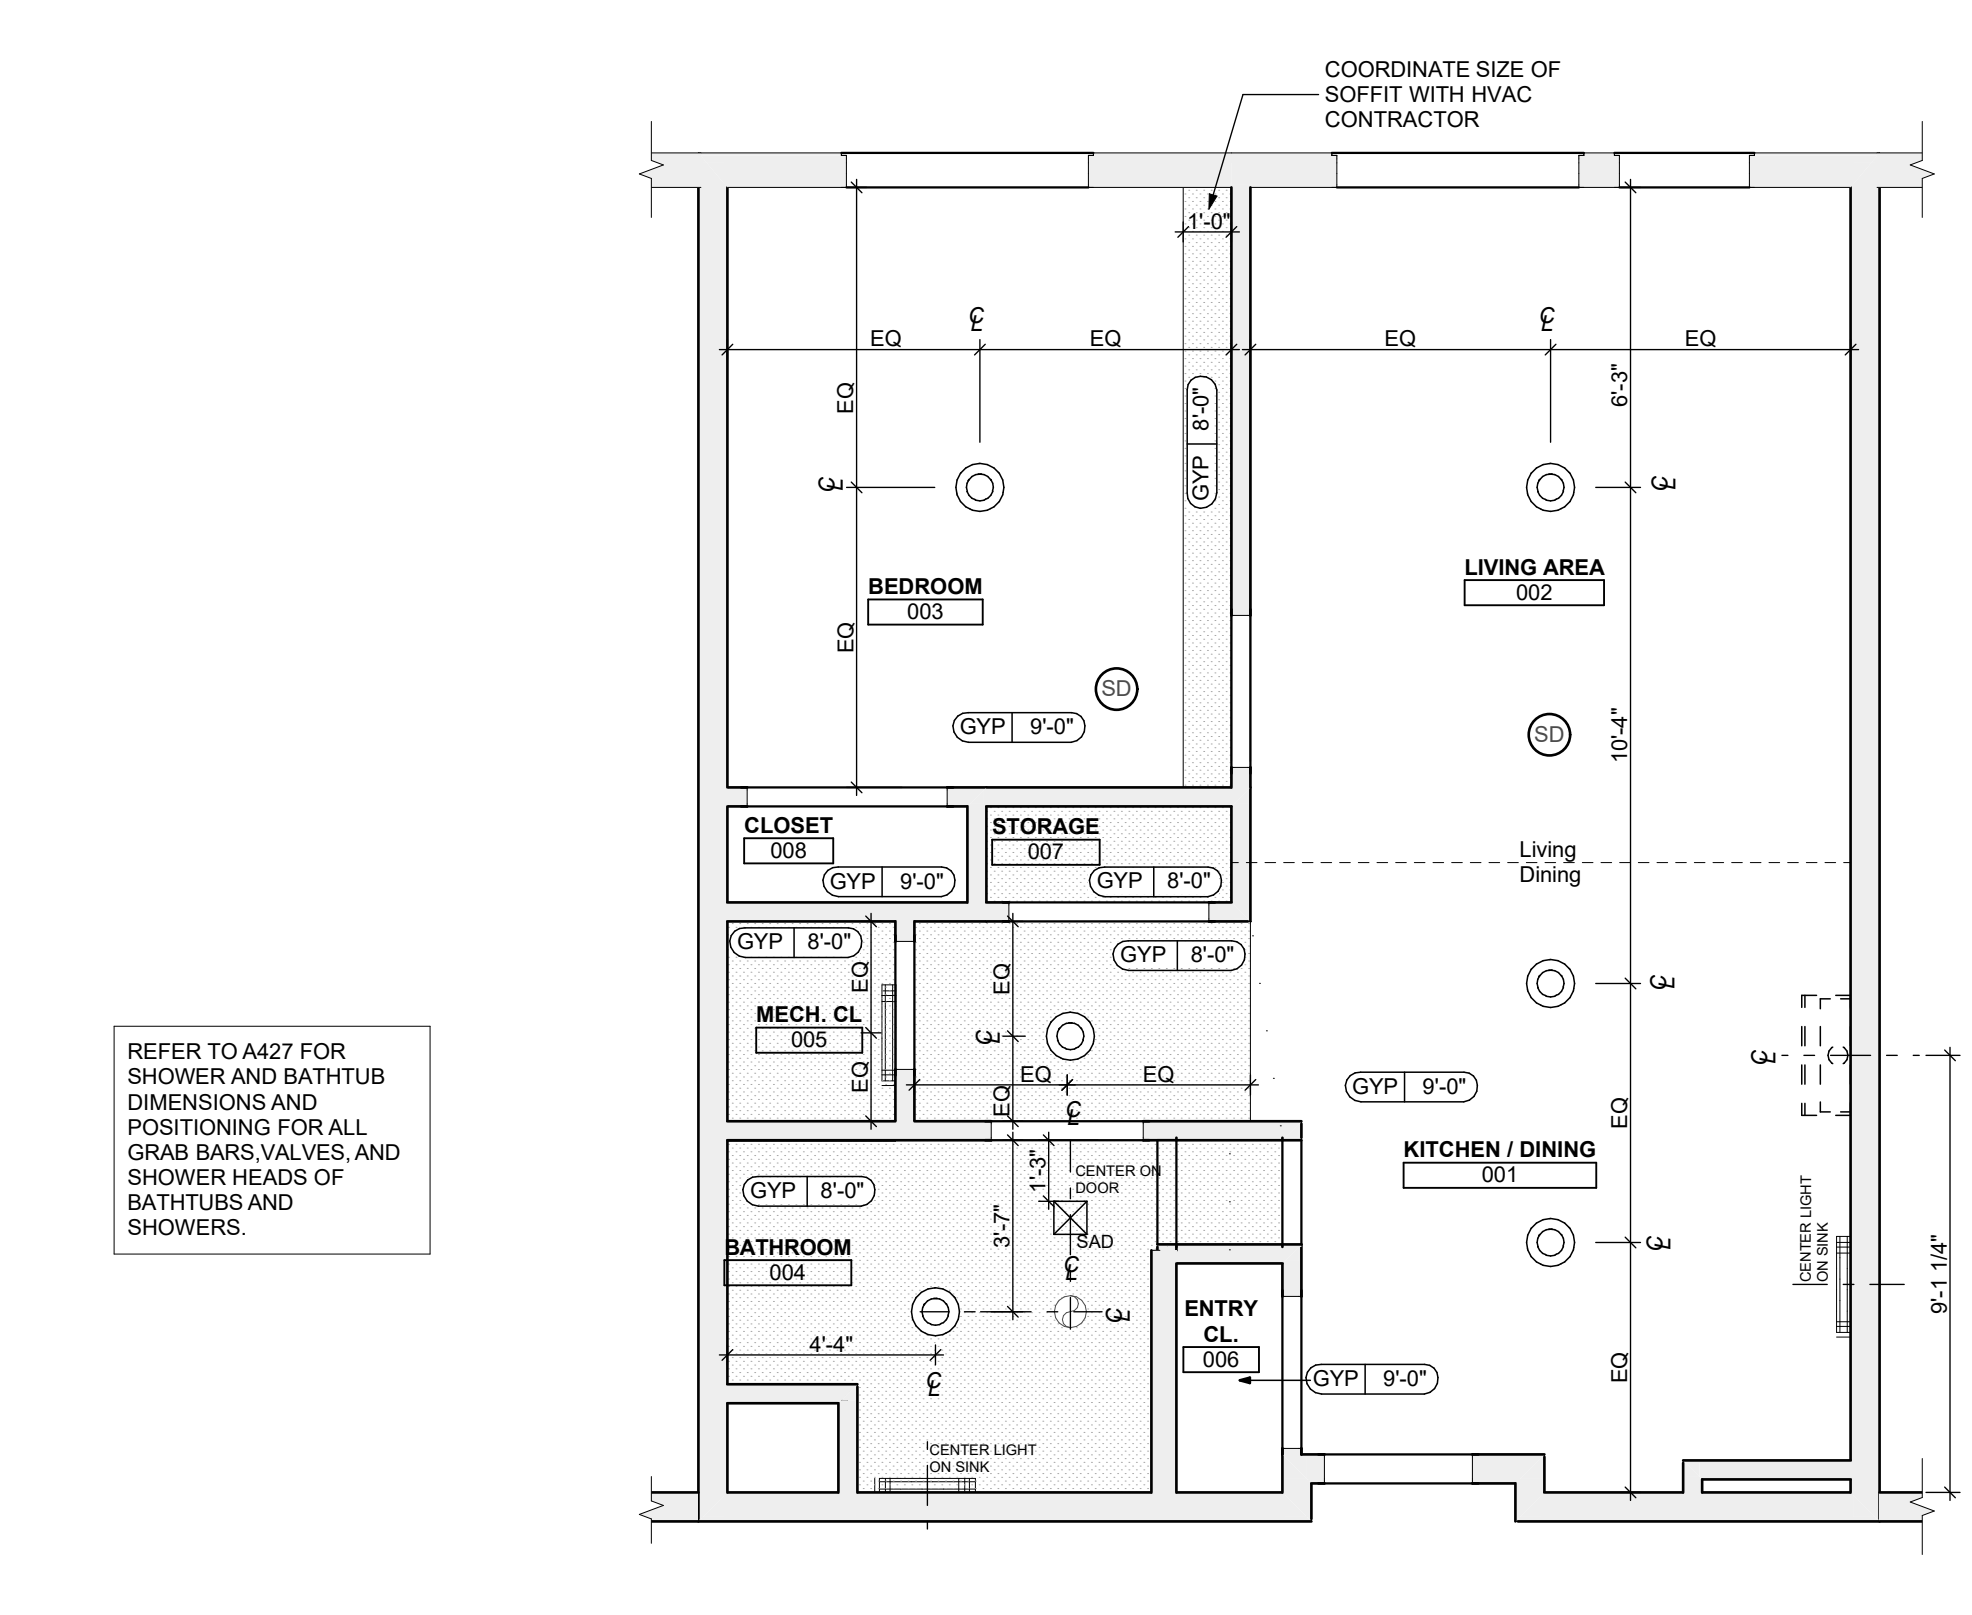 COORDINATE SIZE OF
SOFFIT WITH HVAC
CONTRACTOR
1'-0"
℄
℄
EQ
EQ
EQ
EQ
EQ
6'-3"
GYP 8'-0"
℄
℄
BEDROOM
003
LIVING AREA
002
EQ
SD
SD
10'-4"
GYP 9'-0"
CLOSET
008
GYP 9'-0"
STORAGE
007
GYP 8'-0"
Living
Dining
GYP 8'-0"
GYP 8'-0"
EQ
EQ
℄
MECH. CL
005
℄
℄
EQ
EQ
EQ
EQ
℄
GYP 9'-0"
EQ
REFER TO A427 FOR
SHOWER AND BATHTUB
DIMENSIONS AND
POSITIONING FOR ALL
GRAB BARS,VALVES, AND
SHOWER HEADS OF
BATHTUBS AND
SHOWERS.
KITCHEN / DINING
001
1'-3"
CENTER ON
DOOR
GYP 8'-0"
3'-7"
SAD
BATHROOM
004
℄
℄
CENTER LIGHT
ON SINK
9'-1 1/4"
℄
ENTRY
CL.
006
4'-4"
℄
GYP 9'-0"
EQ
CENTER LIGHT
ON SINK